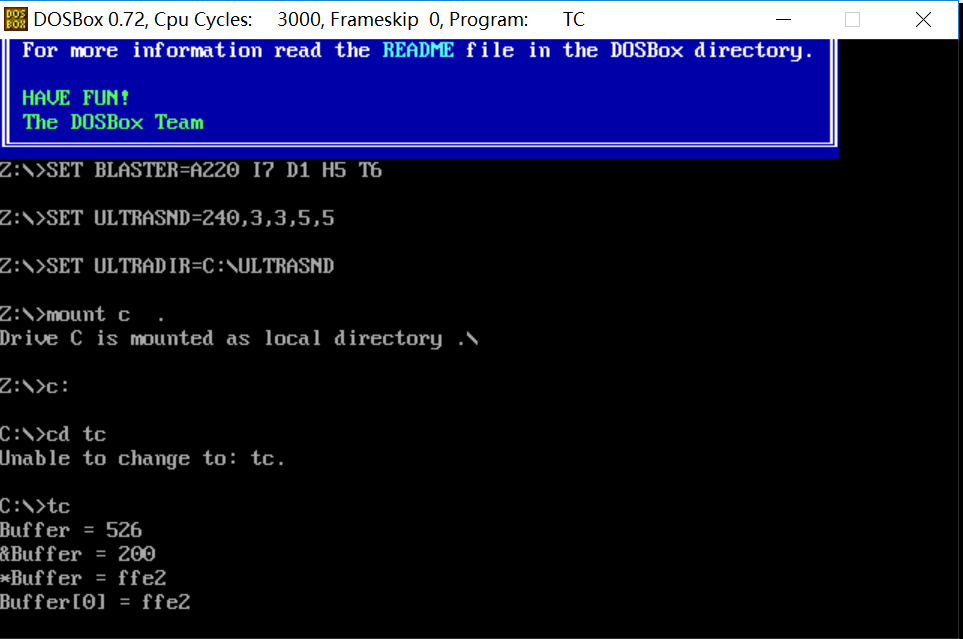 DOS
BOX
DOSBox 0.72, Cpu Cycles: 3000, Frameskip 0, Program: TC
For more information read the README file in the DOSBox directory.
HAVE FUN!
The DOSBox Team
Z:\>SET BLASTER=A220 I7 D1 H5 T6
Z:\>SET ULTRASND=240,3,3,5,5
Z:\>SET ULTRADIR=C:\ULTRASND
Z:\>mount c  .
Drive C is mounted as local directory .\
Z:\>c:
C:\>cd tc
Unable to change to: tc.
C:\>tc
Buffer = 526
&Buffer = 200
*Buffer = ffe2
Buffer[0] = ffe2